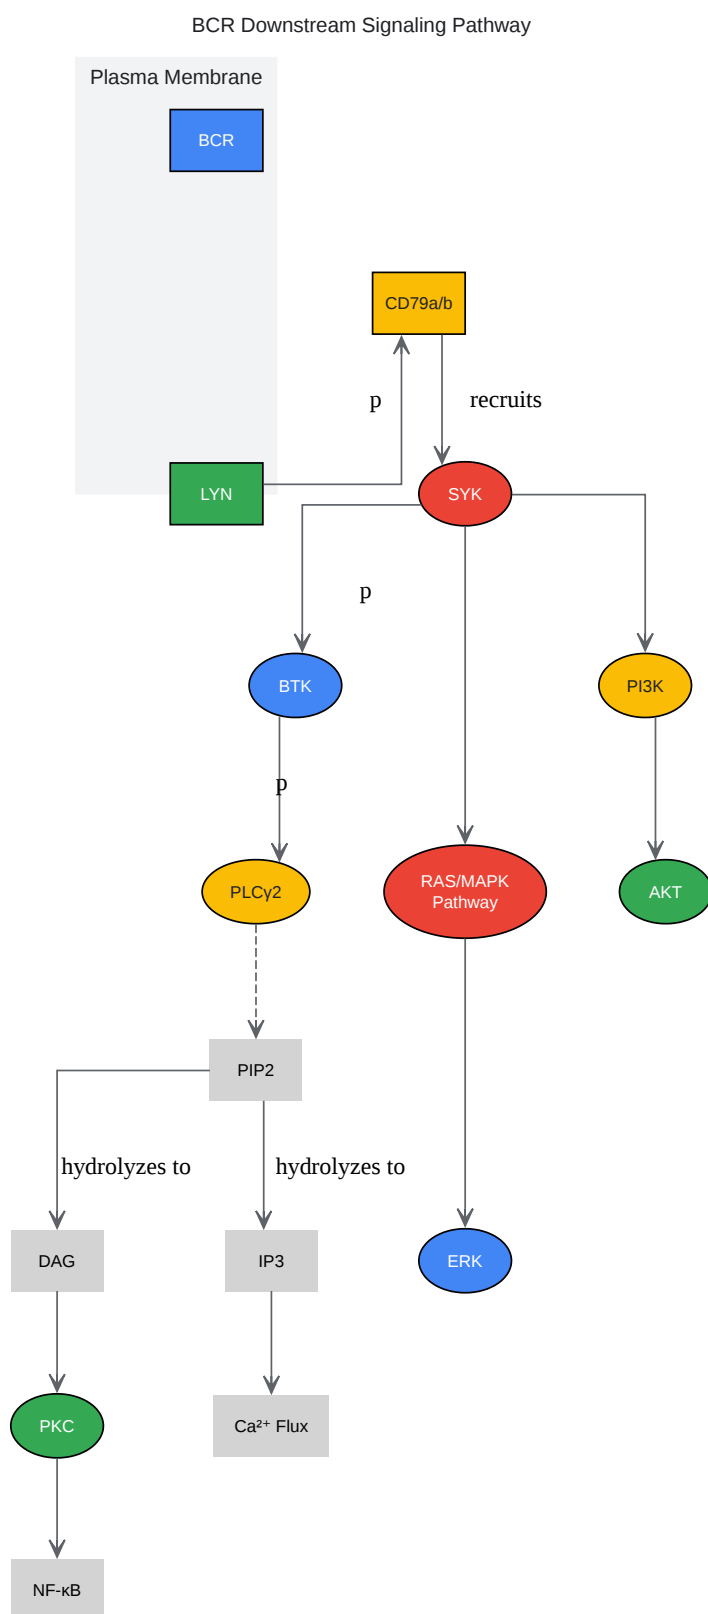 BCR Downstream Signaling Pathway
Plasma Membrane
BCR
CD79a/b
p
recruits
LYN
SYK
p
BTK
PI3K
p
PLCγ2
RAS/MAPK
Pathway
AKT
PIP2
hydrolyzes to
hydrolyzes to
DAG
IP3
ERK
PKC
Ca²⁺ Flux
NF-κB